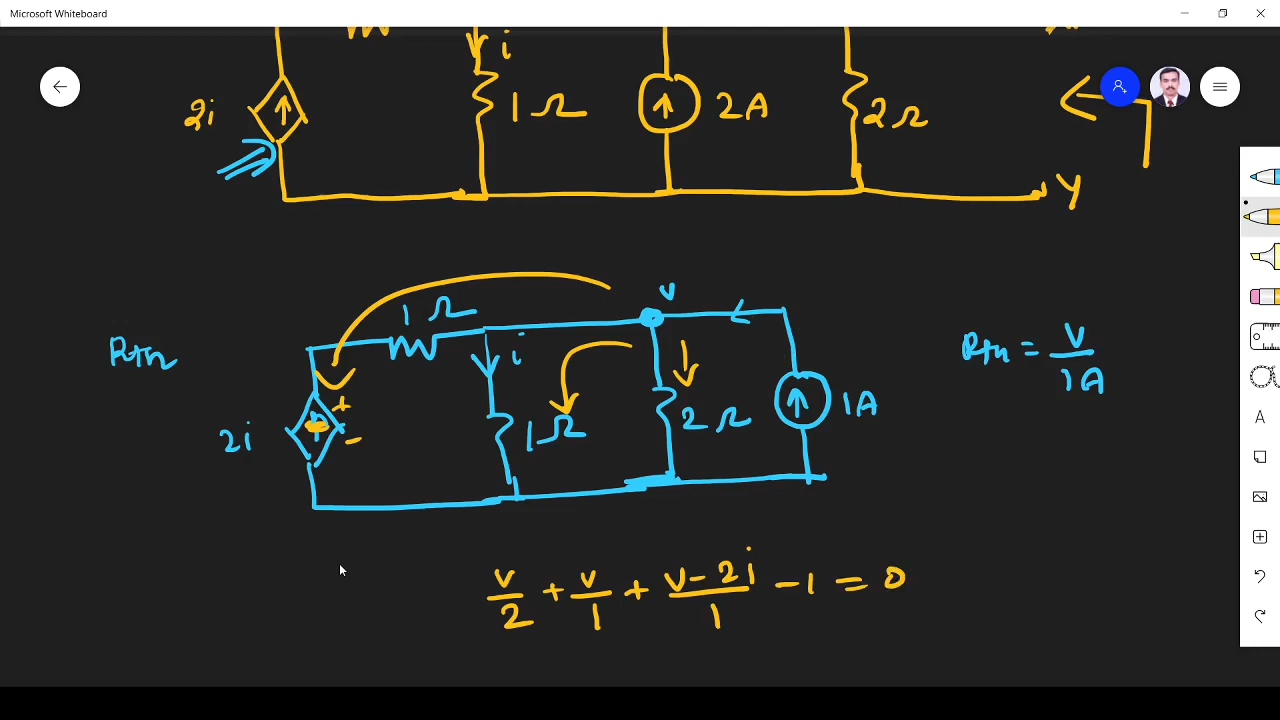 Microsoft Whiteboard
i
2i
1 Ω
2A
2 Ω
Y
1 Ω
v
i
Rth
Rth = v / 1A
+
-
2i
1 Ω
2 Ω
1A
v/2 + v/1 + v-2i/1 - 1 = 0
A